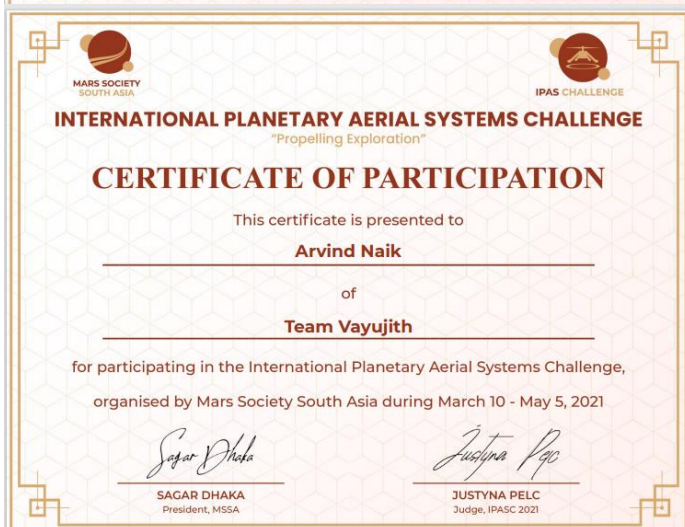 MARS SOCIETY
SOUTH ASIA
IPAS CHALLENGE
INTERNATIONAL PLANETARY AERIAL SYSTEMS CHALLENGE
“Propelling Exploration”
CERTIFICATE OF PARTICIPATION
This certificate is presented to
Arvind Naik
of
Team Vayujith
for participating in the International Planetary Aerial Systems Challenge,
organised by Mars Society South Asia during March 10 - May 5, 2021
Sagar Dhaka
Justyna Pelc
SAGAR DHAKA
President, MSSA
JUSTYNA PELC
Judge, IPASC 2021